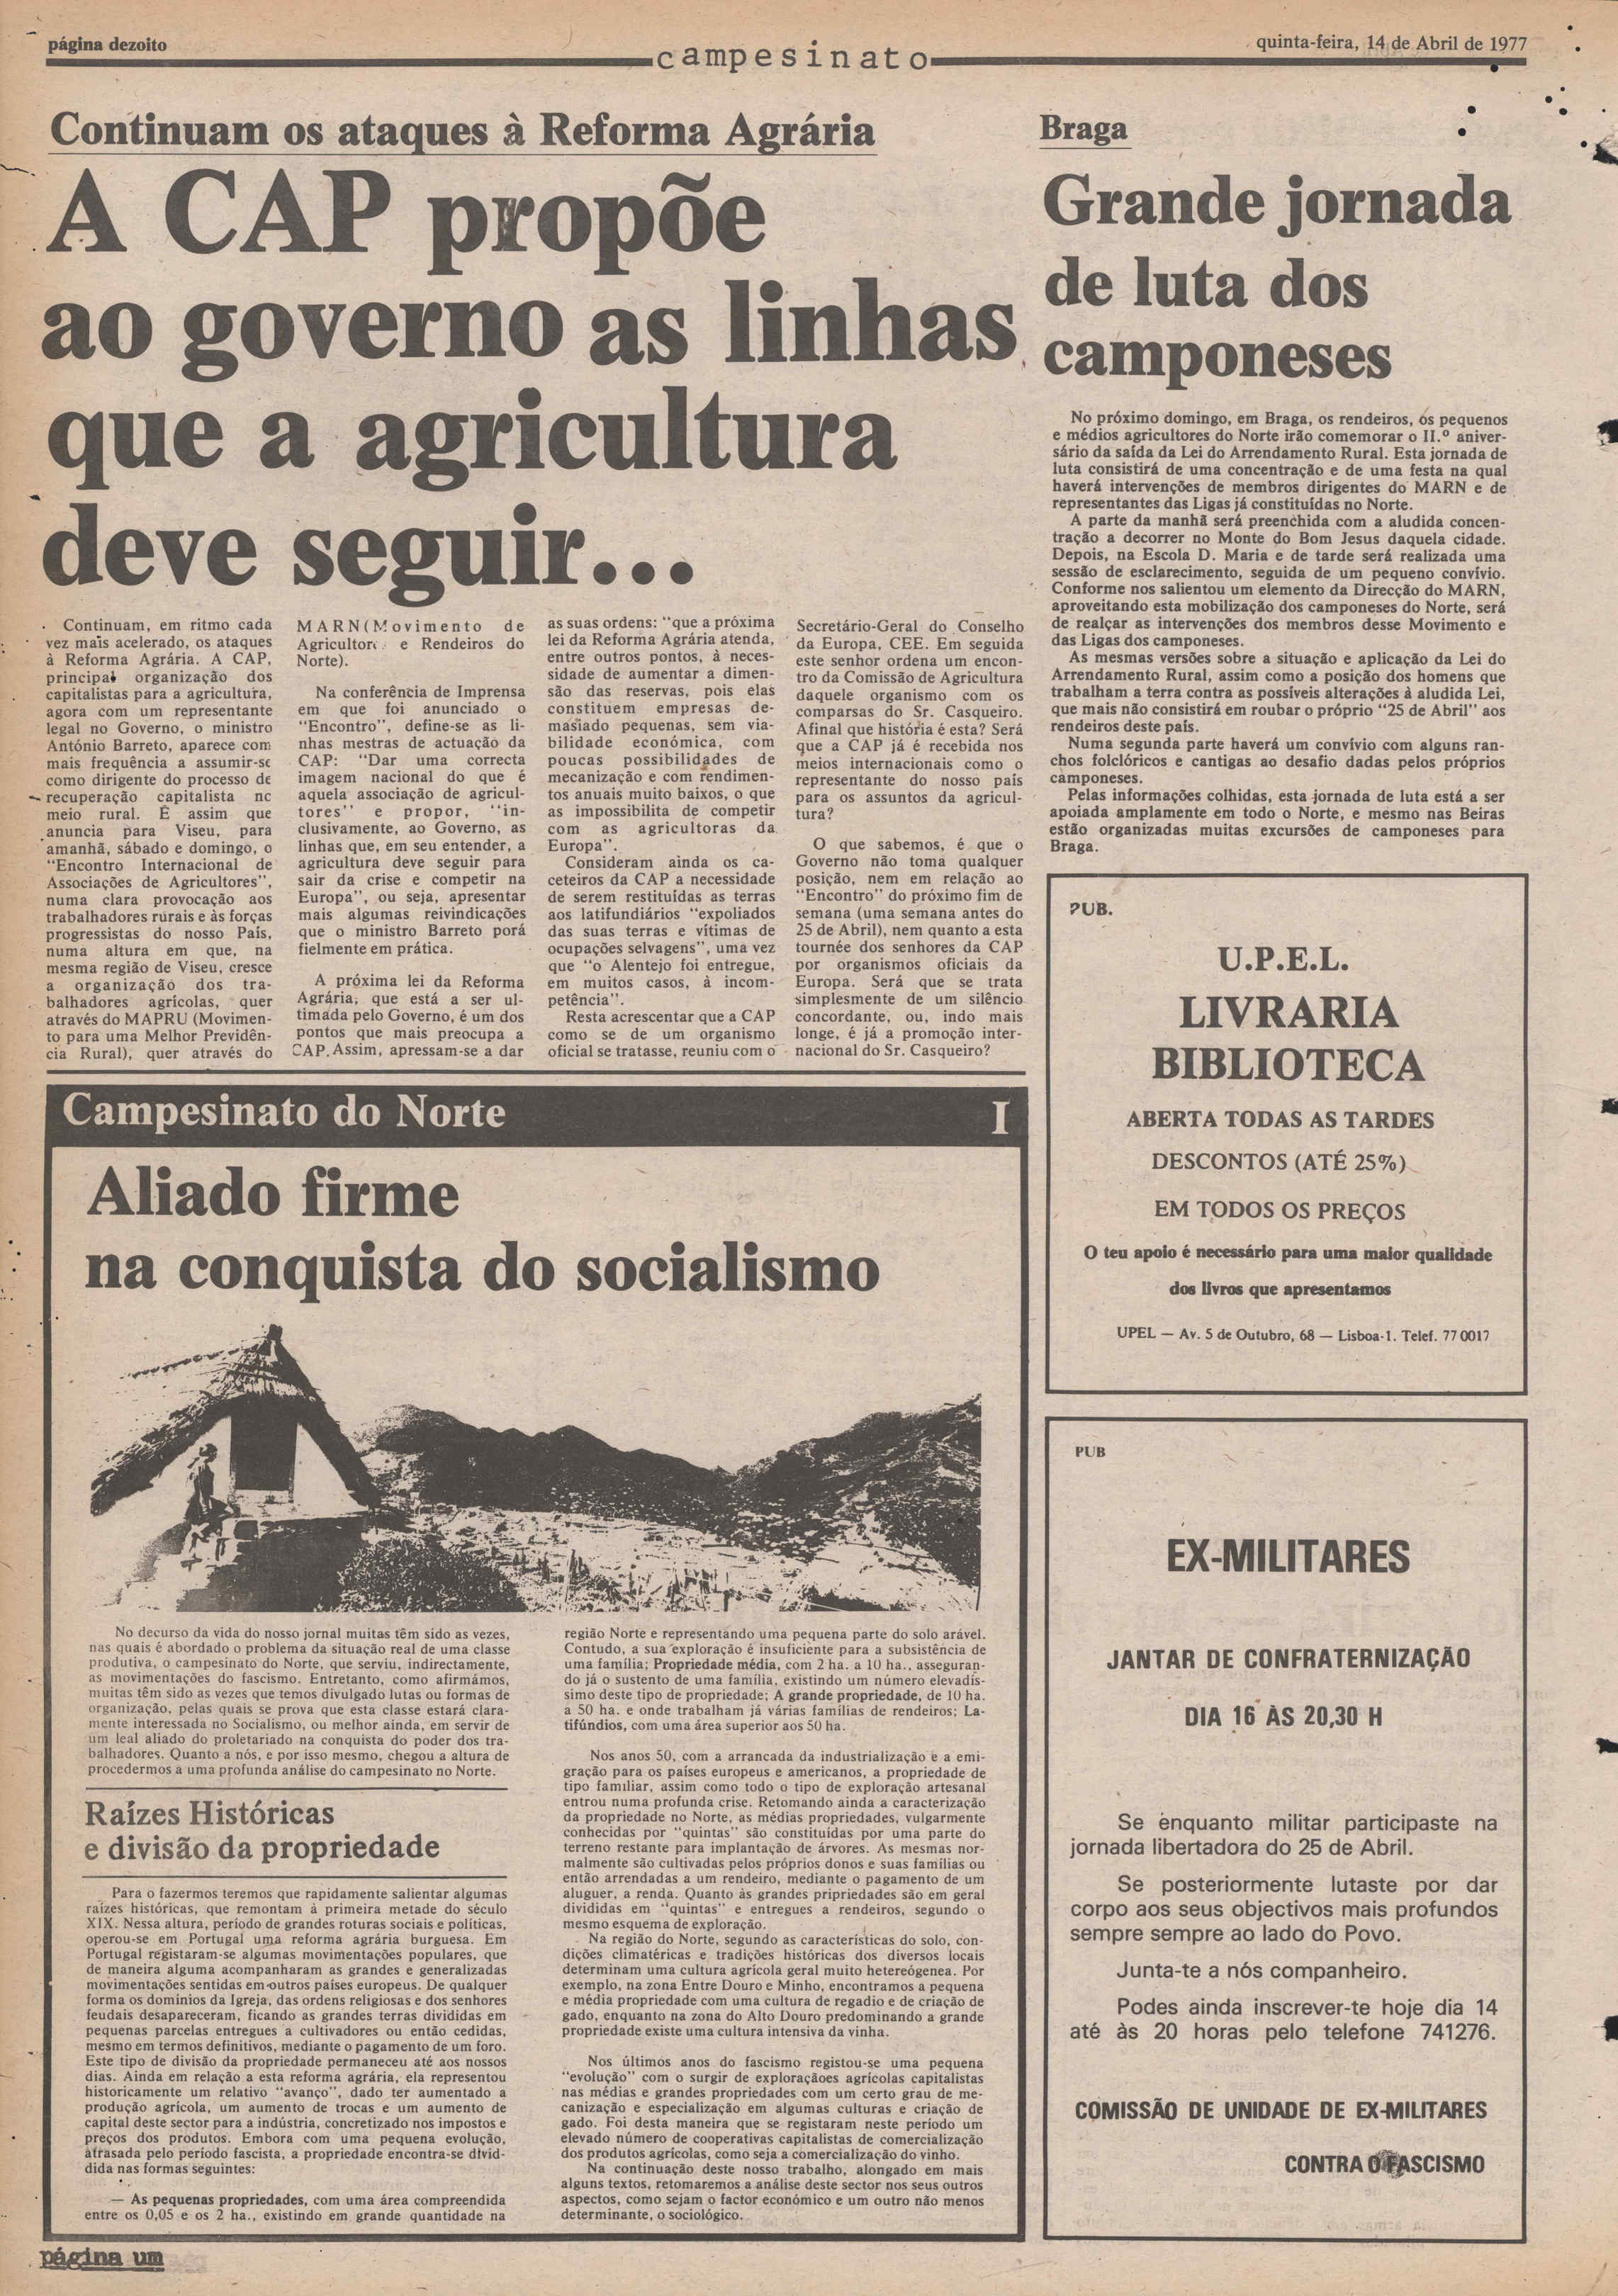 página dezoito
campesinato
quinta-feira, 14 de Abril de 1977
Continuam os ataques à Reforma Agrária
A CAP propõe
ao governo as linhas
que a agricultura
deve seguir...
Continuam, em ritmo cada
vez mais acelerado, os ataques
à Reforma Agrária. A CAP,
principal organização dos
capitalistas para a agricultura,
agora com um representante
legal no Governo, o ministro
António Barreto, aparece com
mais frequência a assumir-se
como dirigente do processo de
recuperação capitalista no
meio rural. É assim que
anuncia para Viseu, para
amanhã, sábado e domingo, o
"Encontro Internacional de
Associações de Agricultores",
numa clara provocação aos
trabalhadores rurais e às forças
progressistas do nosso País,
numa altura em que, na
mesma região de Viseu, cresce
a organização dos tra-
balhadores agrícolas, quer
através do MAPRU (Movimen-
to para uma Melhor Previdên-
cia Rural), quer através do
MARN (Movimento de
Agricultore e Rendeiros do
Norte).
Na conferência de Imprensa
em que foi anunciado o
"Encontro", define-se as li-
nhas mestras de actuação da
CAP: "Dar uma correcta
imagem nacional do que é
aquela associação de agricul-
tores" e propor, "in-
clusivamente, ao Governo, as
linhas que, em seu entender, a
agricultura deve seguir para
sair da crise e competir na
Europa", ou seja, apresentar
mais algumas reivindicações
que o ministro Barreto porá
fielmente em prática.
A próxima lei da Reforma
Agrária, que está a ser ul-
timada pelo Governo, é um dos
pontos que mais preocupa a
CAP. Assim, apressam-se a dar
as suas ordens: "que a próxima
lei da Reforma Agrária atenda,
entre outros pontos, à neces-
sidade de aumentar a dimen-
são das reservas, pois elas
constituem empresas de-
masiado pequenas, sem via-
bilidade económica, com
poucas possibilidades de
mecanização e com rendimen-
tos anuais muito baixos, o que
as impossibilita de competir
com as agricultoras da
Europa".
Consideram ainda os ca-
ceteiros da CAP a necessidade
de serem restituídas as terras
aos latifundiários "expoliados
das suas terras e vítimas de
ocupações selvagens", uma vez
que "o Alentejo foi entregue,
em muitos casos, à incom-
petência".
Resta acrescentar que a CAP
como se de um organismo
oficial se tratasse, reuniu com o
Secretário-Geral do Conselho
da Europa, CEE. Em seguida
este senhor ordena um encon-
tro da Comissão de Agricultura
daquele organismo com os
comparsas do Sr. Casqueiro.
Afinal que história é esta? Será
que a CAP já é recebida nos
meios internacionais como o
representante do nosso país
para os assuntos da agricul-
tura?
O que sabemos, é que o
Governo não toma qualquer
posição, nem em relação ao
"Encontro" do próximo fim de
semana (uma semana antes do
25 de Abril), nem quanto a esta
tournée dos senhores da CAP
por organismos oficiais da
Europa. Será que se trata
simplesmente de um silêncio
concordante, ou, indo mais
longe, é já a promoção inter-
nacional do Sr. Casqueiro?
Braga
Grande jornada
de luta dos
camponeses
No próximo domingo, em Braga, os rendeiros, os pequenos
e médios agricultores do Norte irão comemorar o II.º aniver-
sário da saída da Lei do Arrendamento Rural. Esta jornada de
luta consistirá de uma concentração e de uma festa na qual
haverá intervenções de membros dirigentes do MARN e de
representantes das Ligas já constituídas no Norte.
A parte da manhã será preenchida com a aludida concen-
tração a decorrer no Monte do Bom Jesus daquela cidade.
Depois, na Escola D. Maria e de tarde será realizada uma
sessão de esclarecimento, seguida de um pequeno convívio.
Conforme nos salientou um elemento da Direcção do MARN,
aproveitando esta mobilização dos camponeses do Norte, será
de realçar as intervenções dos membros desse Movimento e
das Ligas dos camponeses.
As mesmas versões sobre a situação e aplicação da Lei do
Arrendamento Rural, assim como a posição dos homens que
trabalham a terra contra as possíveis alterações à aludida Lei,
que mais não consistirá em roubar o próprio "25 de Abril" aos
rendeiros deste país.
Numa segunda parte haverá um convívio com alguns ran-
chos folclóricos e cantigas ao desafio dadas pelos próprios
camponeses.
Pelas informações colhidas, esta jornada de luta está a ser
apoiada amplamente em todo o Norte, e mesmo nas Beiras
estão organizadas muitas excursões de camponeses para
Braga.
PUB.
U.P.E.L.
LIVRARIA
BIBLIOTECA
ABERTA TODAS AS TARDES
DESCONTOS (ATÉ 25%)
EM TODOS OS PREÇOS
O teu apoio é necessário para uma maior qualidade
dos livros que apresentamos
UPEL — Av. 5 de Outubro, 68 — Lisboa-1. Telef. 77 0017
Campesinato do Norte I
Aliado firme
na conquista do socialismo
No decurso da vida do nosso jornal muitas têm sido as vezes,
nas quais é abordado o problema da situação real de uma classe
produtiva, o campesinato do Norte, que serviu, indirectamente,
as movimentações do fascismo. Entretanto, como afirmámos,
muitas têm sido as vezes que temos divulgado lutas ou formas de
organização, pelas quais se prova que esta classe estará clara-
mente interessada no Socialismo, ou melhor ainda, em servir de
um leal aliado do proletariado na conquista do poder dos tra-
balhadores. Quanto a nós, e por isso mesmo, chegou a altura de
procedermos a uma profunda análise do campesinato no Norte.
Raízes Históricas
e divisão da propriedade
Para o fazermos teremos que rapidamente salientar algumas
raízes históricas, que remontam à primeira metade do século
XIX. Nessa altura, período de grandes roturas sociais e políticas,
operou-se em Portugal uma reforma agrária burguesa. Em
Portugal registaram-se algumas movimentações populares, que
de maneira alguma acompanharam as grandes e generalizadas
movimentações sentidas em outros países europeus. De qualquer
forma os domínios da Igreja, das ordens religiosas e dos senhores
feudais desapareceram, ficando as grandes terras divididas em
pequenas parcelas entregues a cultivadores ou então cedidas,
mesmo em termos definitivos, mediante o pagamento de um foro.
Este tipo de divisão da propriedade permaneceu até aos nossos
dias. Ainda em relação a esta reforma agrária, ela representou
historicamente um relativo "avanço", dado ter aumentado a
produção agrícola, um aumento de trocas e um aumento de
capital deste sector para a indústria, concretizado nos impostos e
preços dos produtos. Embora com uma pequena evolução,
atrasada pelo período fascista, a propriedade encontra-se divid-
dida nas formas seguintes:
— As pequenas propriedades, com uma área compreendida
entre os 0,05 e os 2 ha., existindo em grande quantidade na
região Norte e representando uma pequena parte do solo arável.
Contudo, a sua exploração é insuficiente para a subsistência de
uma família; Propriedade média, com 2 ha. a 10 ha., asseguran-
do já o sustento de uma família, existindo um número elevadís-
simo deste tipo de propriedade; A grande propriedade, de 10 ha.
a 50 ha. e onde trabalham já várias famílias de rendeiros; La-
tifúndios, com uma área superior aos 50 ha.
Nos anos 50, com a arrancada da industrialização e a emi-
gração para os países europeus e americanos, a propriedade de
tipo familiar, assim como todo o tipo de exploração artesanal
entrou numa profunda crise. Retomando ainda a caracterização
da propriedade no Norte, as médias propriedades, vulgarmente
conhecidas por "quintas" são constituídas por uma parte do
terreno restante para implantação de árvores. As mesmas nor-
malmente são cultivadas pelos próprios donos e suas famílias ou
então arrendadas a um rendeiro, mediante o pagamento de um
aluguer, a renda. Quanto às grandes pripriedades são em geral
divididas em "quintas" e entregues a rendeiros, segundo o
mesmo esquema de exploração.
Na região do Norte, segundo as características do solo, con-
dições climatéricas e tradições históricas dos diversos locais
determinam uma cultura agrícola geral muito hetereógenea. Por
exemplo, na zona Entre Douro e Minho, encontramos a pequena
e média propriedade com uma cultura de regadio e de criação de
gado, enquanto na zona do Alto Douro predominando a grande
propriedade existe uma cultura intensiva da vinha.
Nos últimos anos do fascismo registou-se uma pequena
"evolução" com o surgir de exploraçãoes agrícolas capitalistas
nas médias e grandes propriedades com um certo grau de me-
canização e especialização em algumas culturas e criação de
gado. Foi desta maneira que se registaram neste período um
elevado número de cooperativas capitalistas de comercialização
dos produtos agrícolas, como seja a comercialização do vinho.
Na continuação deste nosso trabalho, alongado em mais
alguns textos, retomaremos a análise deste sector nos seus outros
aspectos, como sejam o factor económico e um outro não menos
determinante, o sociológico.
PUB
EX-MILITARES
JANTAR DE CONFRATERNIZAÇÃO
DIA 16 ÀS 20,30 H
Se enquanto militar participaste na
jornada libertadora do 25 de Abril.
Se posteriormente lutaste por dar
corpo aos seus objectivos mais profundos
sempre sempre ao lado do Povo.
Junta-te a nós companheiro.
Podes ainda inscrever-te hoje dia 14
até às 20 horas pelo telefone 741276.
COMISSÃO DE UNIDADE DE EX-MILITARES
CONTRA O FASCISMO
página um